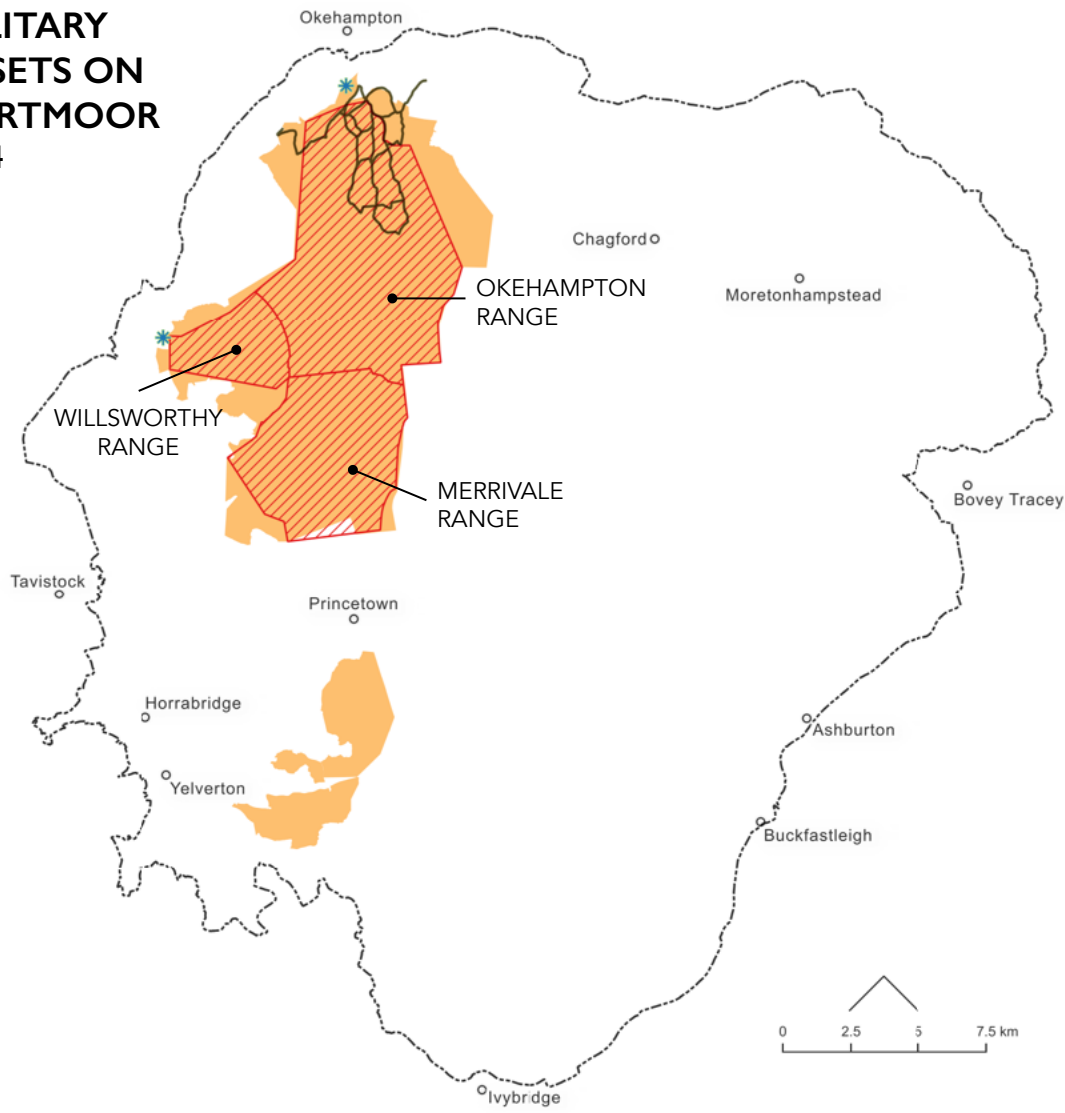 LITARY
SETS ON
RTMOOR
Okehampton
Chagford
Moretonhampstead
OKEHAMPTON
RANGE
WILLSWORTHY
RANGE
MERRIVALE
RANGE
Bovey Tracey
Tavistock
Princetown
Horrabridge
Ashburton
Yelverton
Buckfastleigh
0 2.5 5 7.5 km
Ivybridge